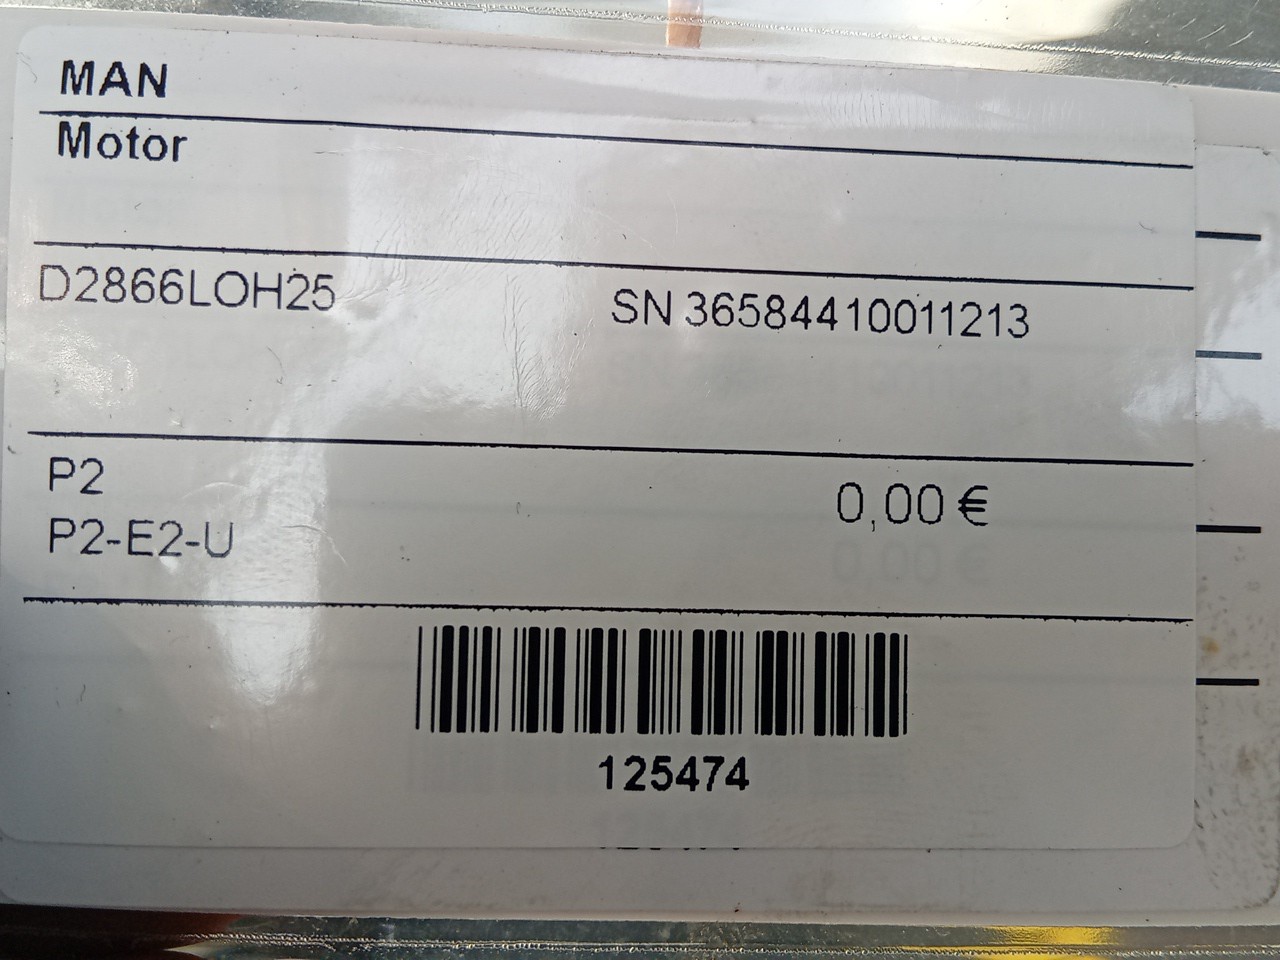 MAN
Motor
D2866LOH25 SN 36584410011213
P2 0,00 €
P2-E2-U
125474